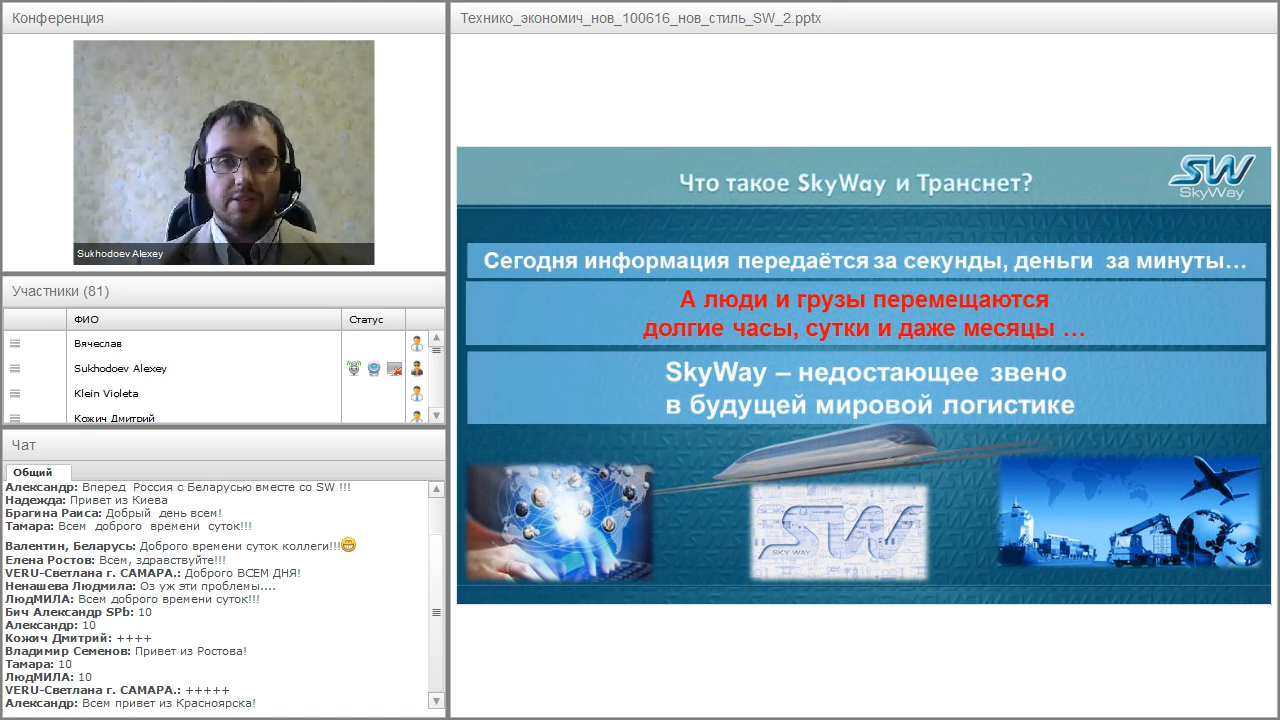 Конференция
Sukhodoev Alexey
Участники (81)
ФИО
Статус
Вячеслав
Sukhodoev Alexey
Klein Violeta
Кожич Дмитрий
Чат
Общий
Александр: Вперед Россия с Беларусью вместе со SW !!!
Надежда: Привет из Киева
Брагина Раиса: Добрый день всем!
Тамара: Всем доброго времени суток!!!
Валентин, Беларусь: Доброго времени суток коллеги!!!
Елена Ростов: Всем, здравствуйте!!!
VERU-Светлана г. САМАРА.: Доброго ВСЕМ ДНЯ!
Ненашева Людмила: Оз уж эти проблемы....
ЛюдМИЛА: Всем доброго времени суток!!!
Бич Александр SPb: 10
Александр: 10
Кожич Дмитрий: ++++
Владимир Семенов: Привет из Ростова!
Тамара: 10
ЛюдМИЛА: 10
VERU-Светлана г. САМАРА.: +++++
Александр: Всем привет из Красноярска!
Технико_экономич_нов_100616_нов_стиль_SW_2.pptx
Что такое SkyWay и Транснет?
SW
SkyWay
Сегодня информация передаётся за секунды, деньги за минуты…
А люди и грузы перемещаются
долгие часы, сутки и даже месяцы …
SkyWay – недостающее звено
в будущей мировой логистике
SW
SKY WAY